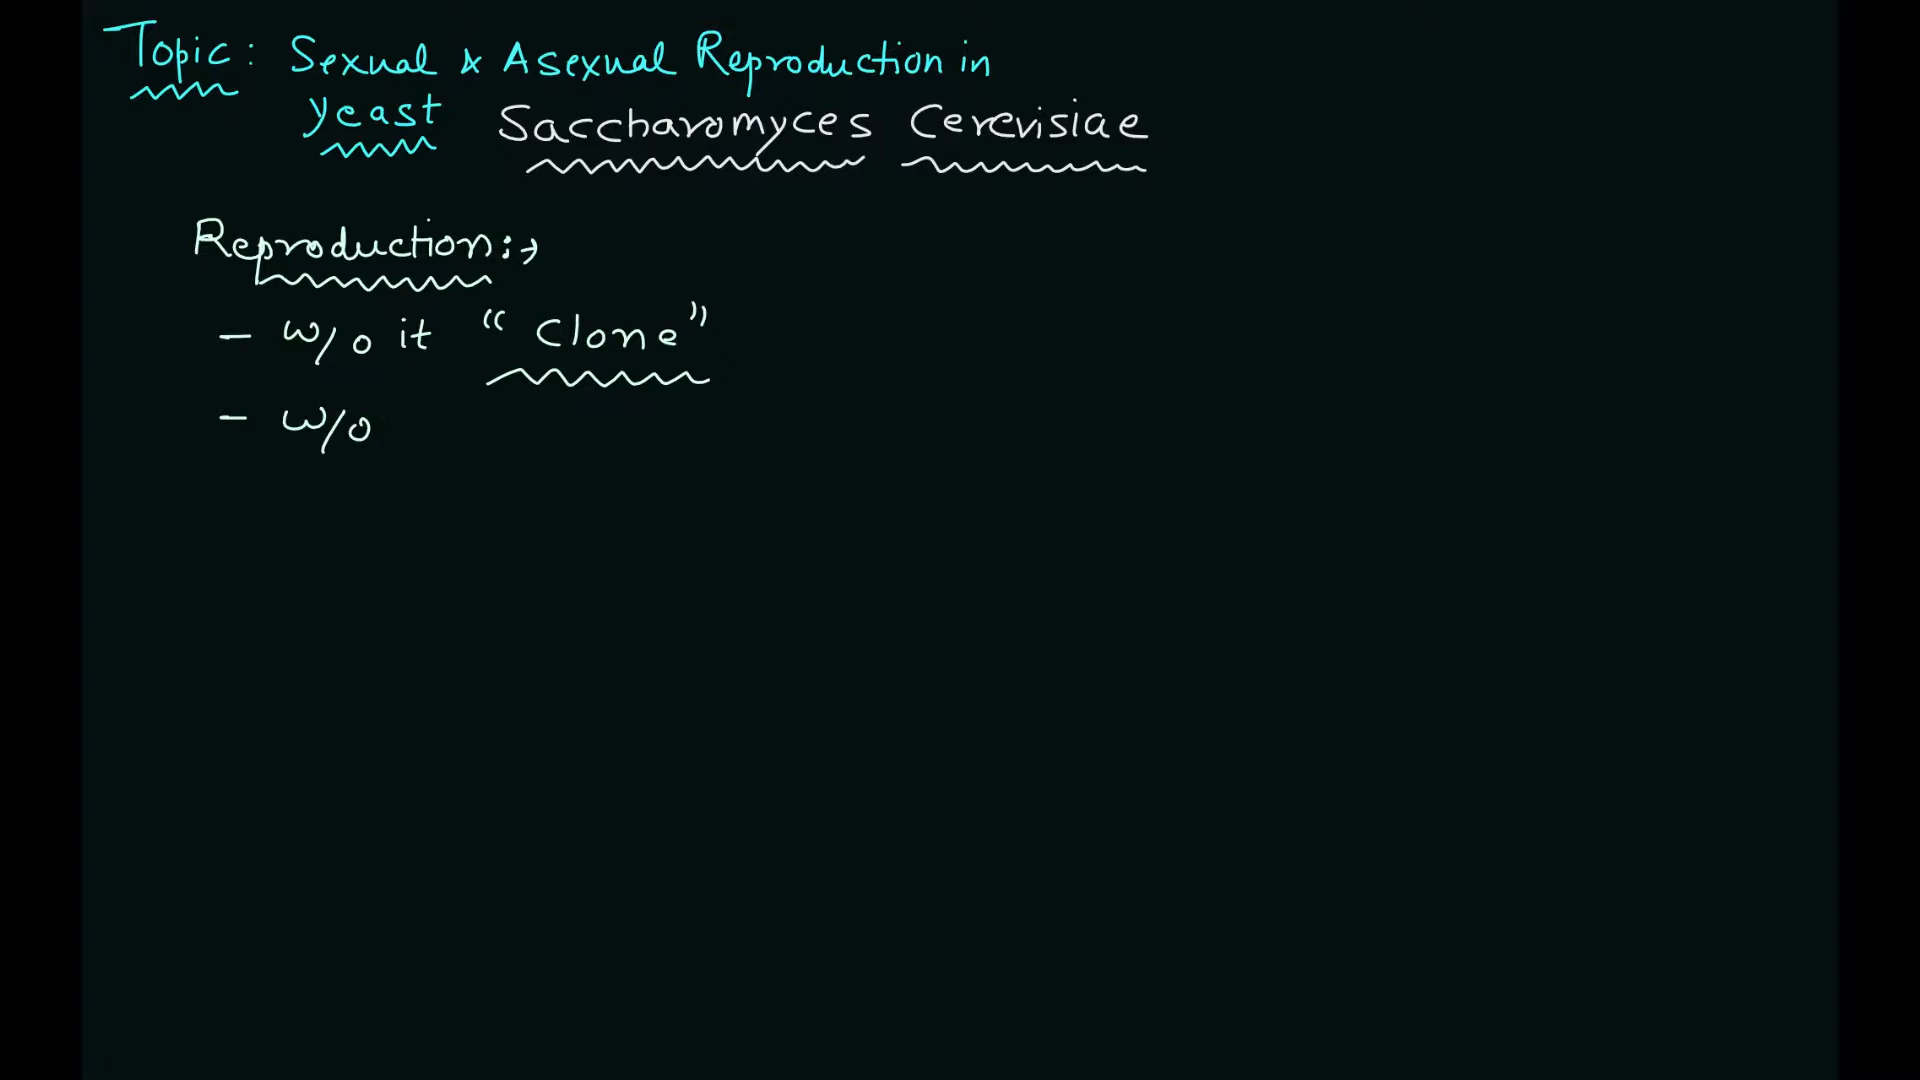 Topic: Sexual & Asexual Reproduction in
Yeast Saccharomyces Cerevisiae
Reproduction:→
- w/o it "Clone"
- w/o